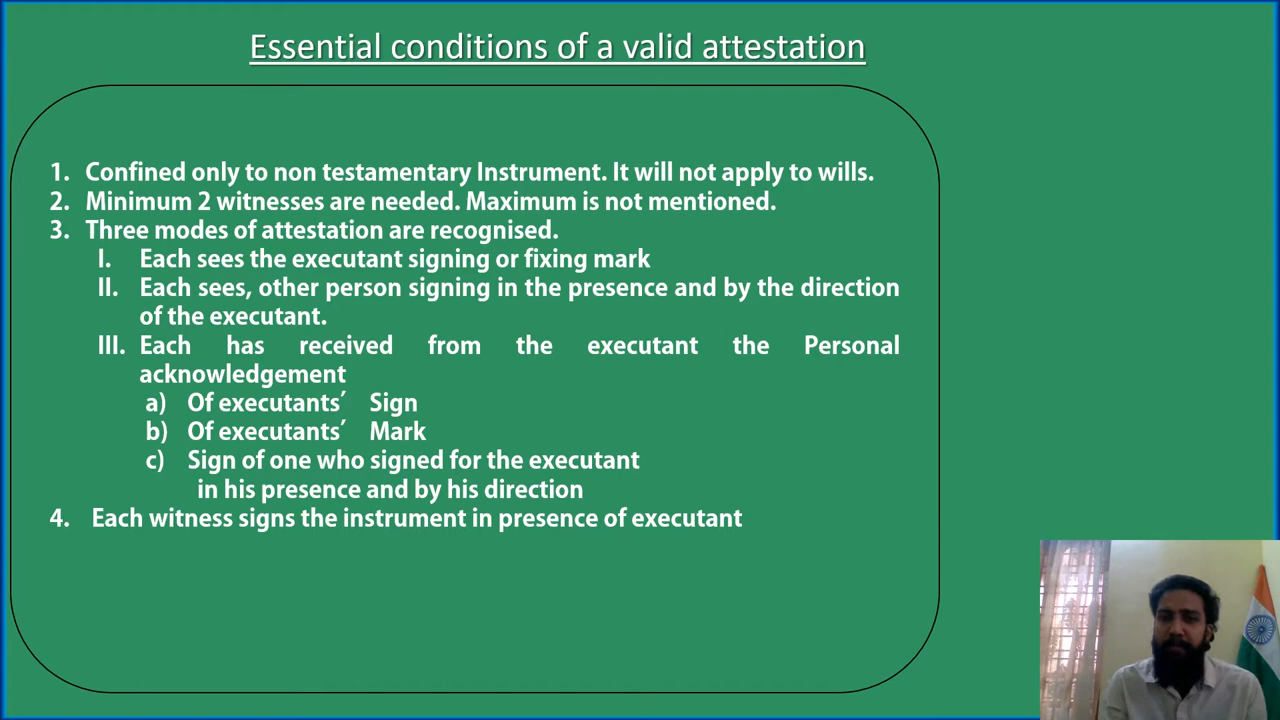 Essential conditions of a valid attestation
1. Confined only to non testamentary Instrument. It will not apply to wills.
2. Minimum 2 witnesses are needed. Maximum is not mentioned.
3. Three modes of attestation are recognised.
I. Each sees the executant signing or fixing mark
II. Each sees, other person signing in the presence and by the direction
of the executant.
III. Each has received from the executant the Personal
acknowledgement
a) Of executants´ Sign
b) Of executants´ Mark
c) Sign of one who signed for the executant
in his presence and by his direction
4. Each witness signs the instrument in presence of executant